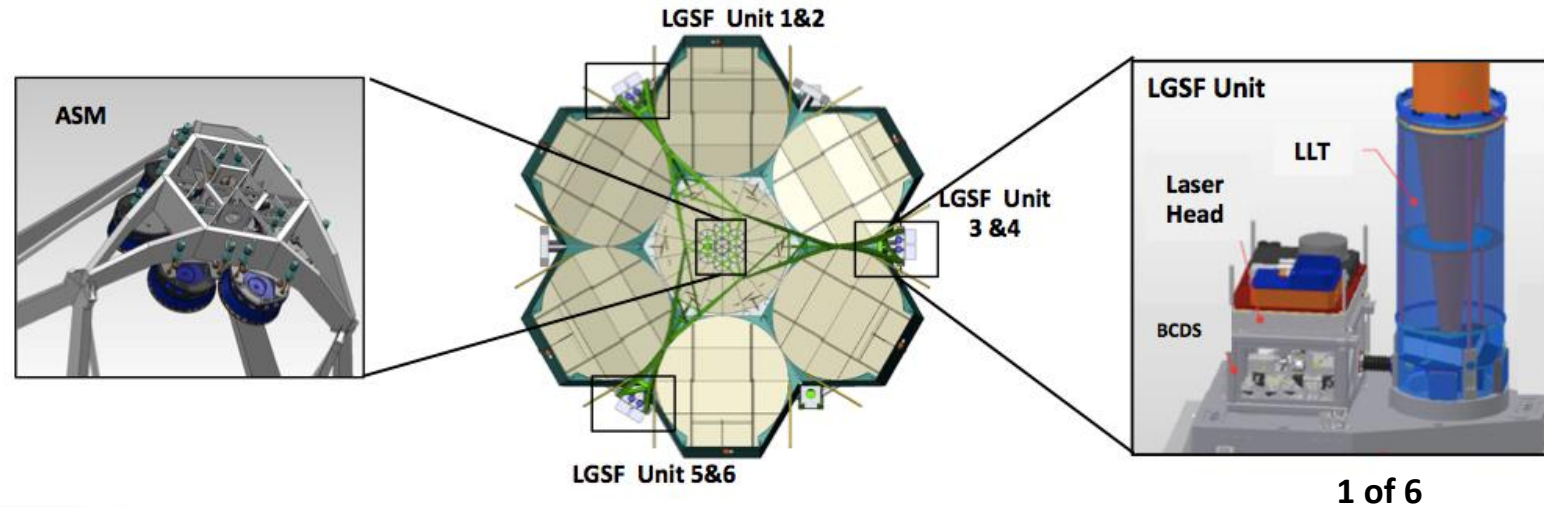 LGSF Unit 1&2
ASM
LGSF Unit
LLT
Laser
Head
BCDS
LGSF Unit
3 &4
LGSF Unit 5&6
1 of 6